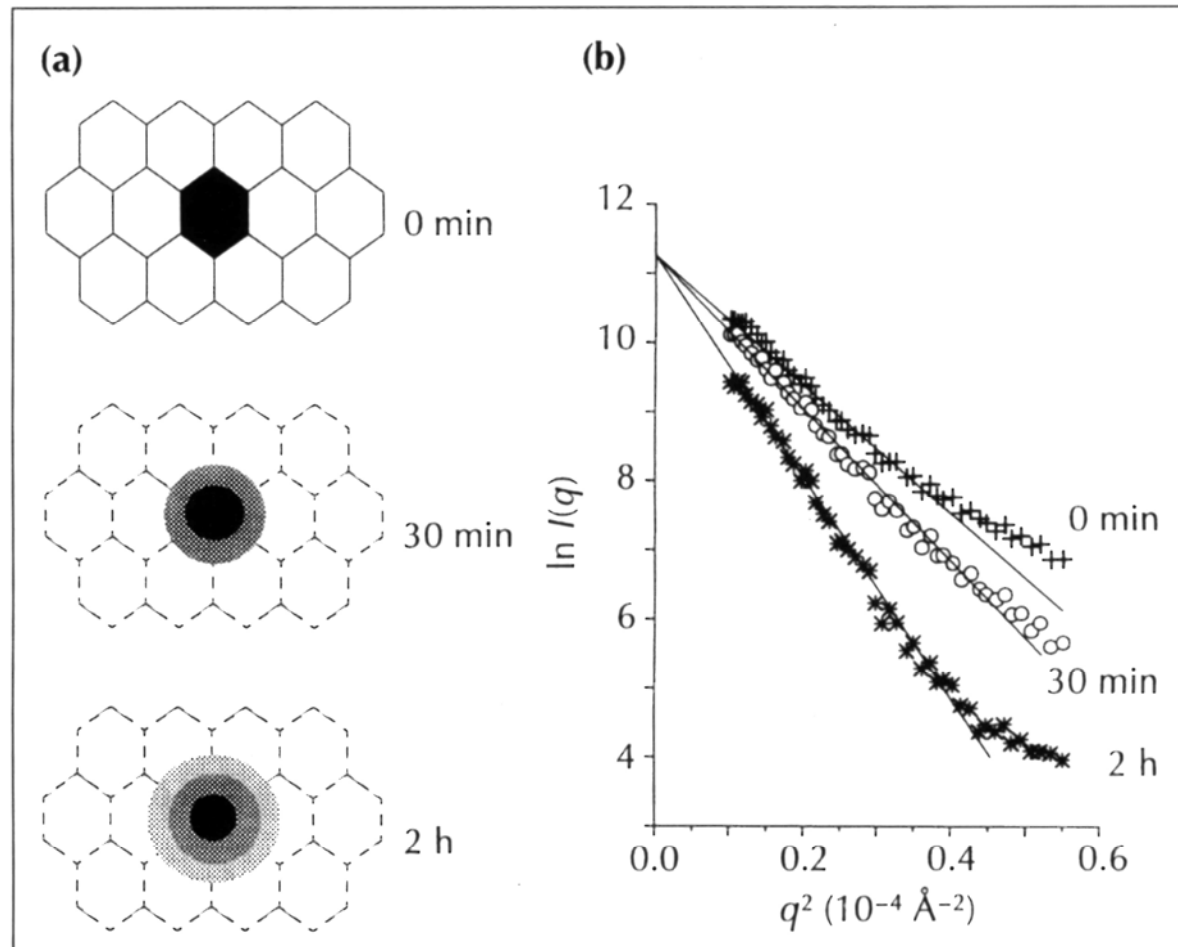 (a)
0 min
30 min
2 h
(b)
12
10
8
6
4
ln I(q)
0 min
30 min
2 h
0.0
0.2
0.4
0.6
q² (10⁻⁴ Å⁻²)